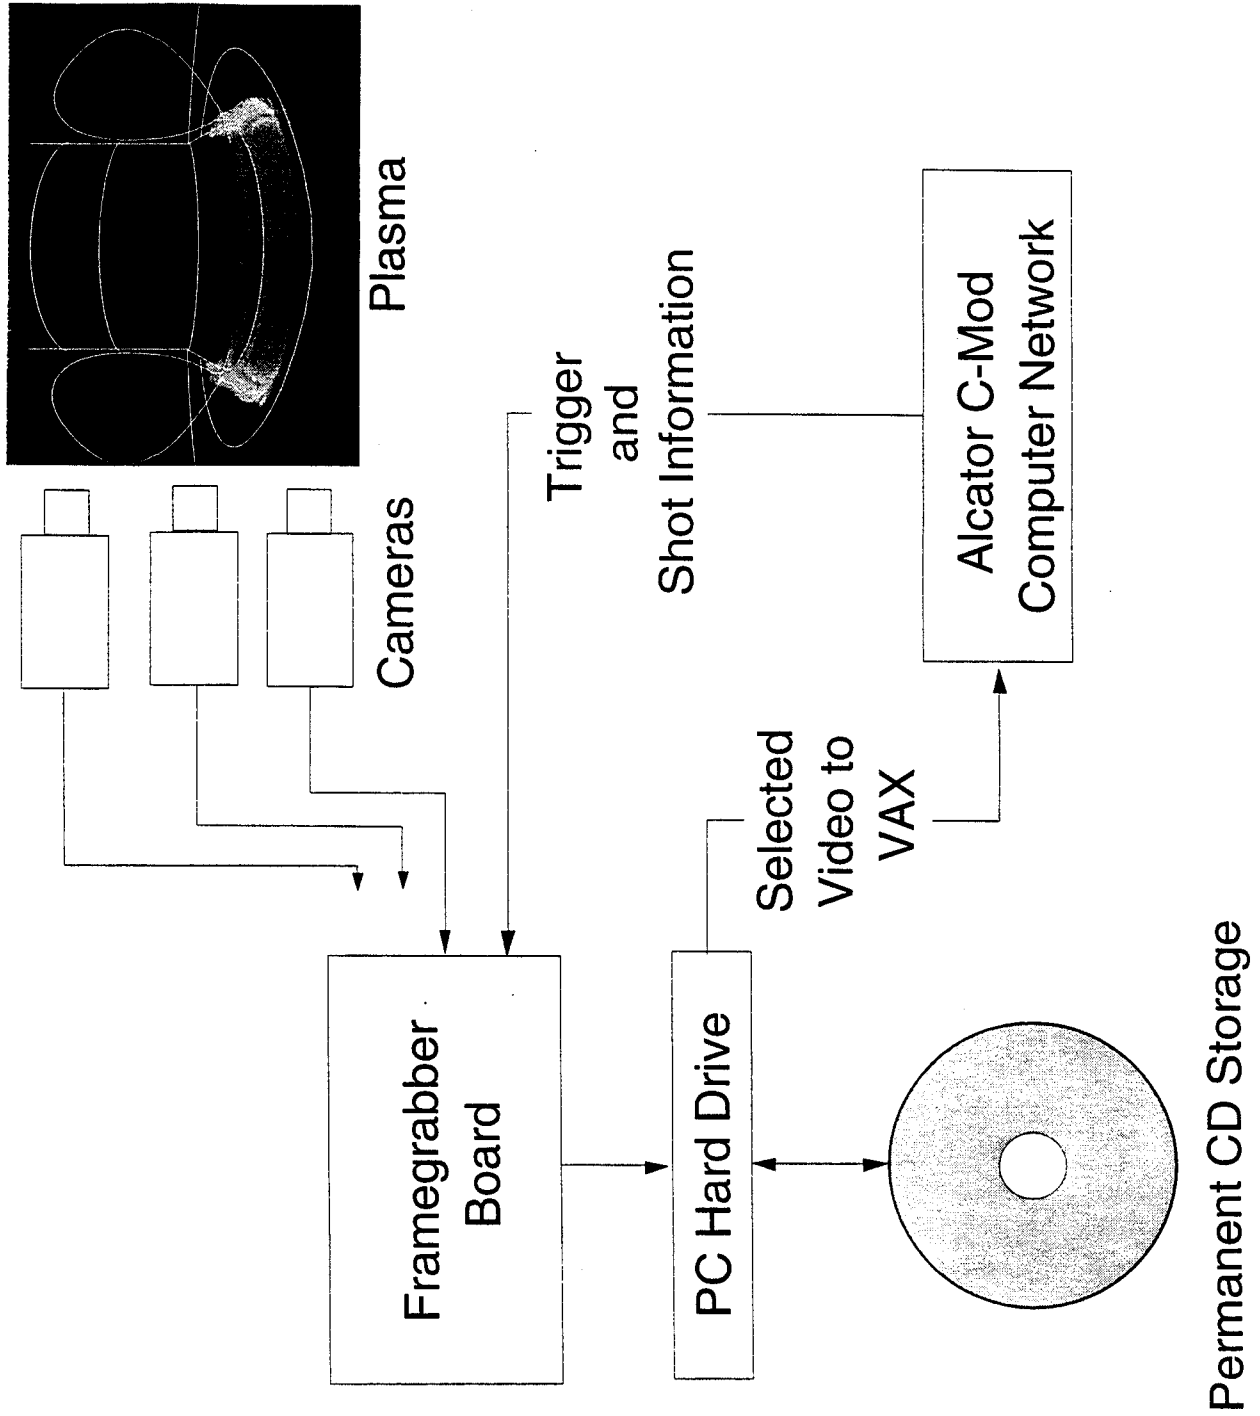 Plasma
Cameras
Trigger
and
Shot Information
Framegrabber
Board
Alcator C-Mod
Computer Network
Selected
Video to
VAX
PC Hard Drive
Permanent CD Storage